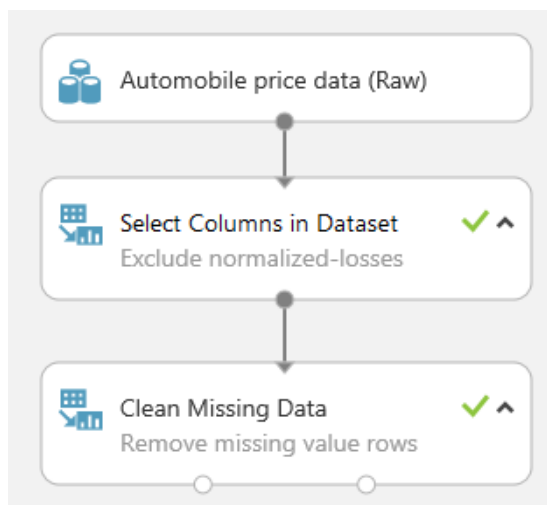 Automobile price data (Raw)
Select Columns in Dataset
Exclude normalized-losses
Clean Missing Data
Remove missing value rows